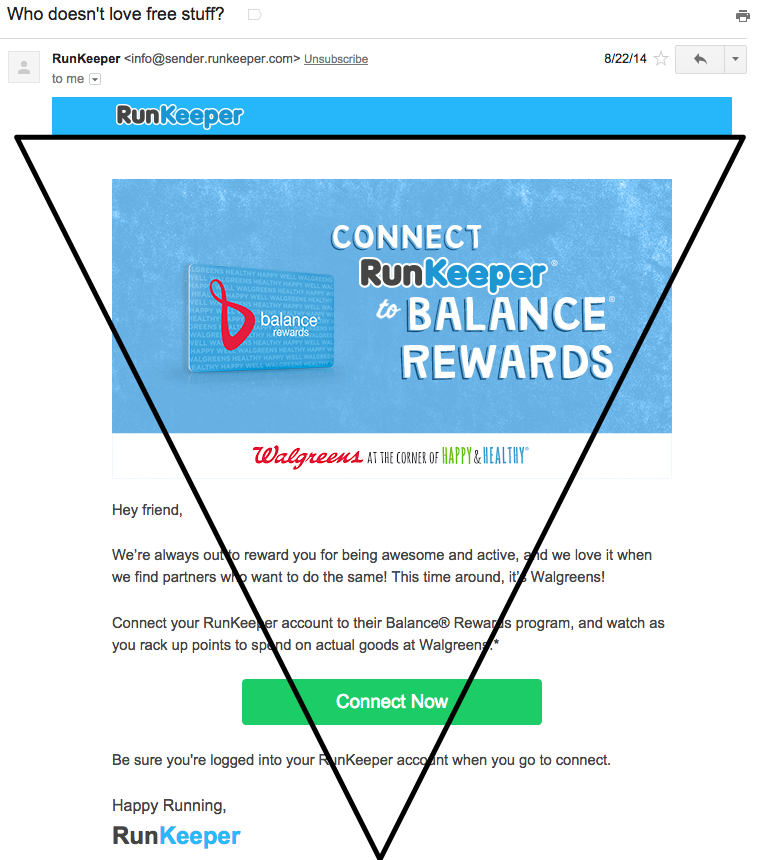 Who doesn't love free stuff?
RunKeeper <info@sender.runkeeper.com> Unsubscribe 8/22/14
to me
RunKeeper
CONNECT
RunKeeper®
to BALANCE®
REWARDS
balance®
rewards
Walgreens AT THE CORNER OF HAPPY & HEALTHY®
Hey friend,
We're always out to reward you for being awesome and active, and we love it when
we find partners who want to do the same! This time around, it's Walgreens!
Connect your RunKeeper account to their Balance® Rewards program, and watch as
you rack up points to spend on actual goods at Walgreens.*
Connect Now
Be sure you're logged into your RunKeeper account when you go to connect.
Happy Running,
RunKeeper